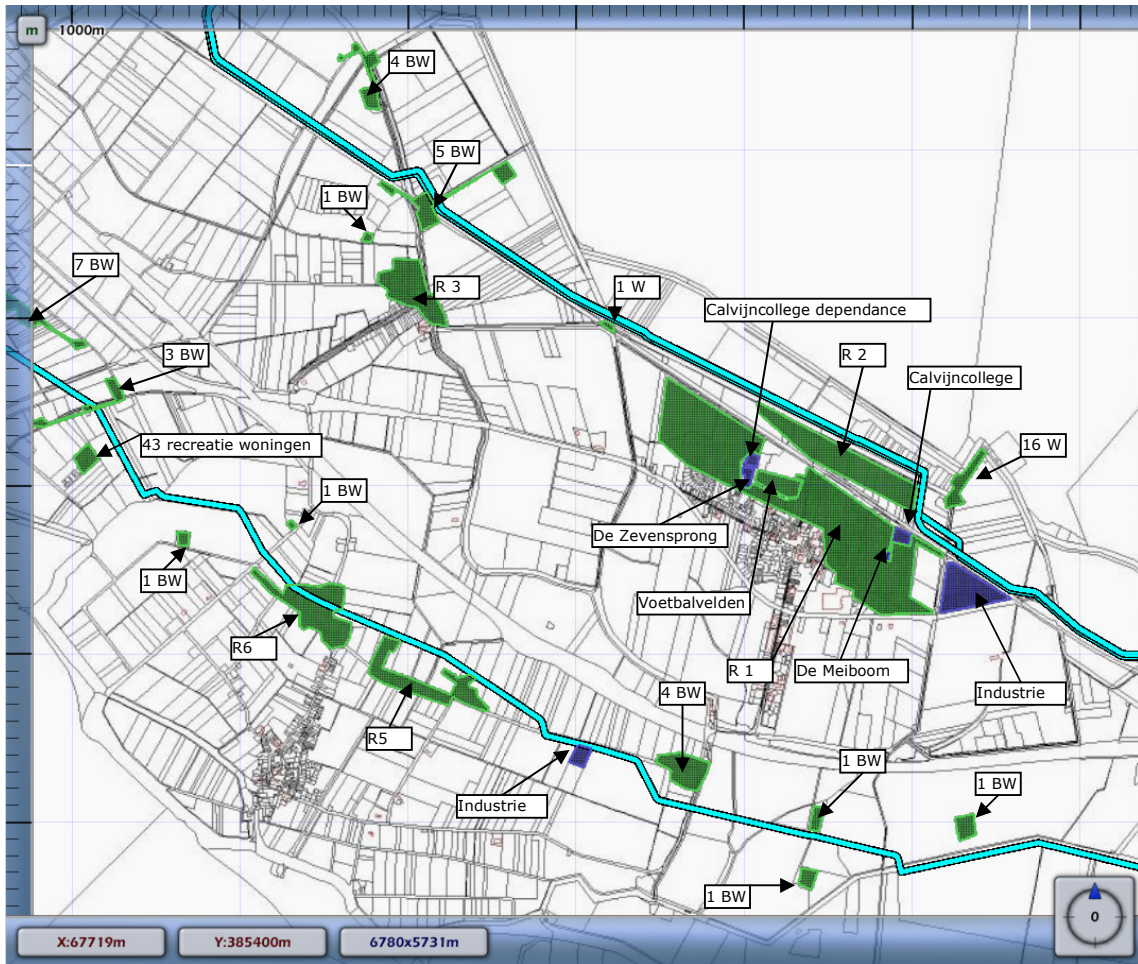 m 1000m
4 BW
5 BW
1 BW
7 BW
R 3
1 W
Calvijncollege dependance
3 BW
R 2
Calvijncollege
43 recreatie woningen
16 W
1 BW
De Zevensprong
1 BW
Voetbalvelden
R6
R 1
De Meiboom
4 BW
Industrie
R5
1 BW
Industrie
1 BW
1 BW
0
X:67719m Y:385400m 6780x5731m